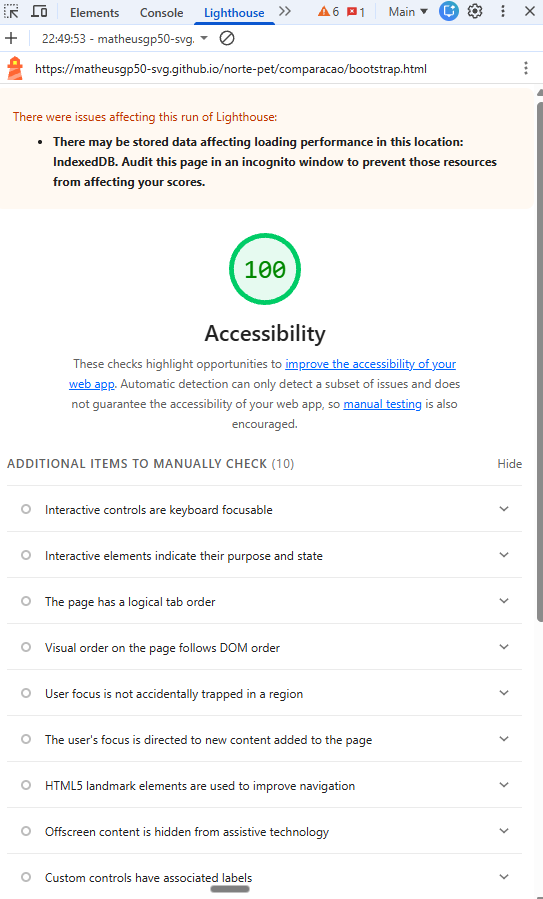 Elements Console Lighthouse 6 1 Main
22:49:53 - matheusgp50-svg.
https://matheusgp50-svg.github.io/norte-pet/comparacao/bootstrap.html
There were issues affecting this run of Lighthouse:
• There may be stored data affecting loading performance in this location:
IndexedDB. Audit this page in an incognito window to prevent those resources
from affecting your scores.
100
Accessibility
These checks highlight opportunities to improve the accessibility of your
web app. Automatic detection can only detect a subset of issues and does
not guarantee the accessibility of your web app, so manual testing is also
encouraged.
ADDITIONAL ITEMS TO MANUALLY CHECK (10) Hide
Interactive controls are keyboard focusable
Interactive elements indicate their purpose and state
The page has a logical tab order
Visual order on the page follows DOM order
User focus is not accidentally trapped in a region
The user's focus is directed to new content added to the page
HTML5 landmark elements are used to improve navigation
Offscreen content is hidden from assistive technology
Custom controls have associated labels